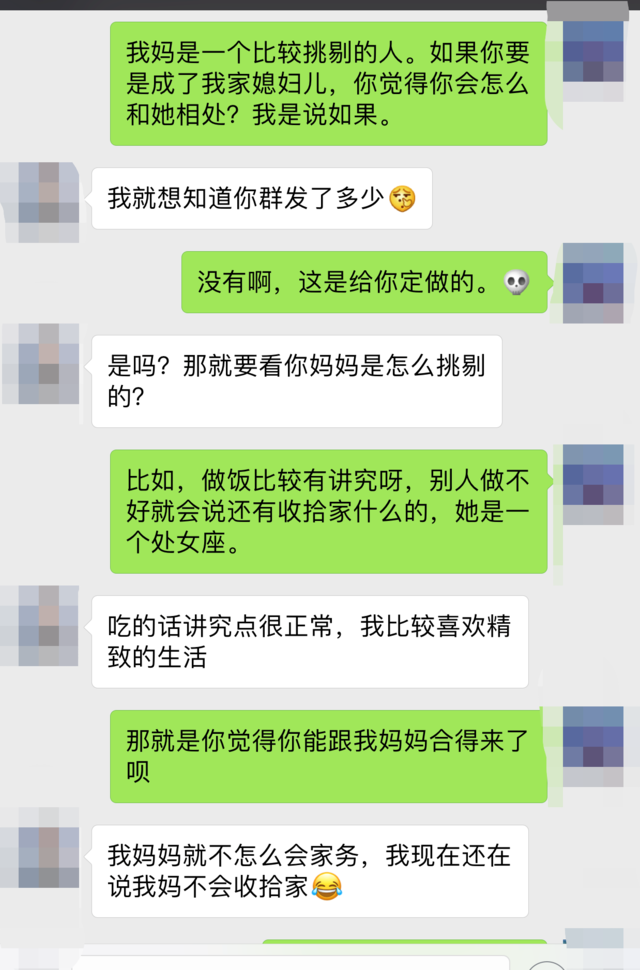 我妈是一个比较挑剔的人。如果你要
是成了我家媳妇儿，你觉得你会怎么
和她相处？我是说如果。
我就想知道你群发了多少
没有啊，这是给你定做的。
是吗？那就要看你妈妈是怎么挑剔
的？
比如，做饭比较有讲究呀，别人做不
好就会说还有收拾家什么的，她是一
个处女座。
吃的话讲究点很正常，我比较喜欢精
致的生活
那就是你觉得你能跟我妈妈合得来了
呗
我妈妈就不怎么会家务，我现在还在
说我妈不会收拾家